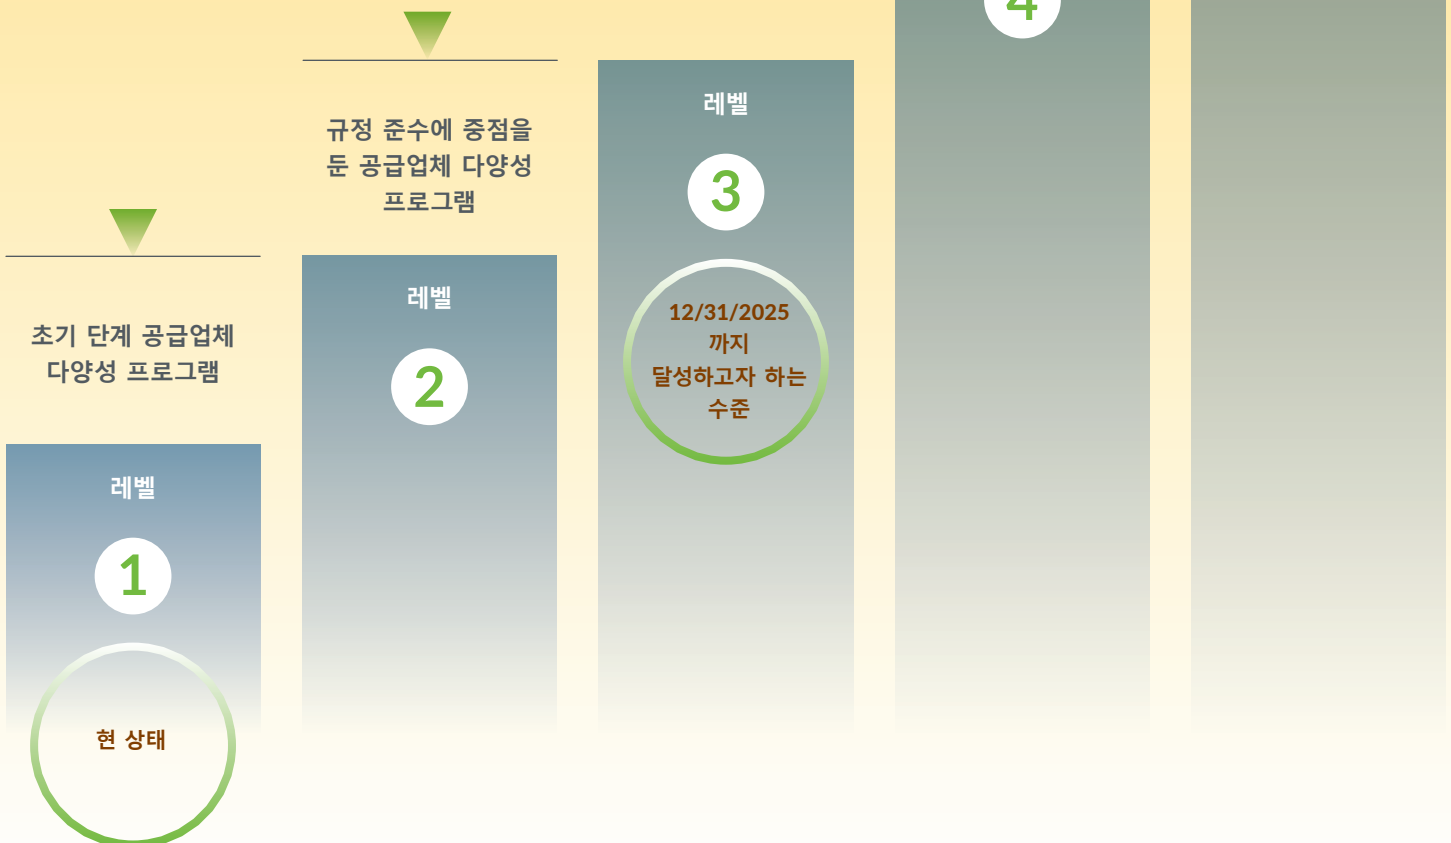 초기 단계 공급업체
다양성 프로그램
레벨
1
현 상태
규정 준수에 중점을
둔 공급업체 다양성
프로그램
레벨
2
레벨
3
12/31/2025
까지
달성하고자 하는
수준
4